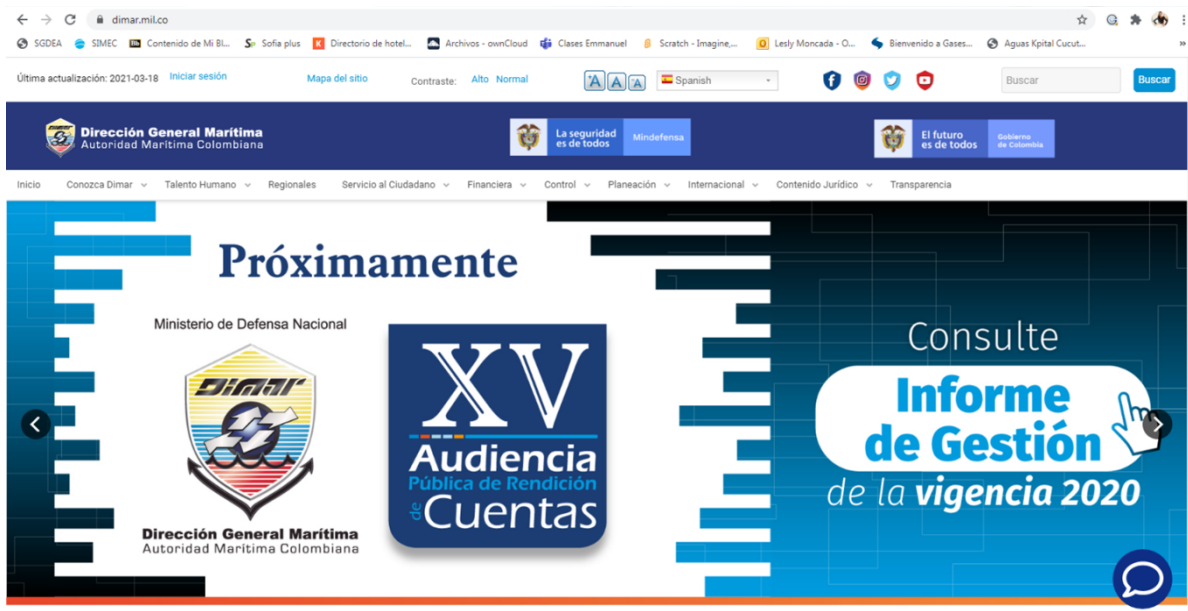 dimar.mil.co
SGDEA SIMEC Contenido de Mi Bl... Sofia plus Directorio de hotel... Archivos - ownCloud Clases Emmanuel Scratch - Imagine,... Lesly Moncada - O... Bienvenido a Gases... Aguas Kpital Cucut... »
Última actualización: 2021-03-18 Iniciar sesión Mapa del sitio Contraste: Alto Normal A A A Spanish Buscar Buscar
Dirección General Marítima
Autoridad Marítima Colombiana
La seguridad
es de todos
Mindefensa
El futuro
es de todos
Gobierno
de Colombia
Inicio Conozca Dimar Talento Humano Regionales Servicio al Ciudadano Financiera Control Planeación Internacional Contenido Jurídico Transparencia
Próximamente
Ministerio de Defensa Nacional
Dimar
Dirección General Marítima
Autoridad Marítima Colombiana
XV
Audiencia
Pública de Rendición
de Cuentas
Consulte
Informe
de Gestión
de la vigencia 2020